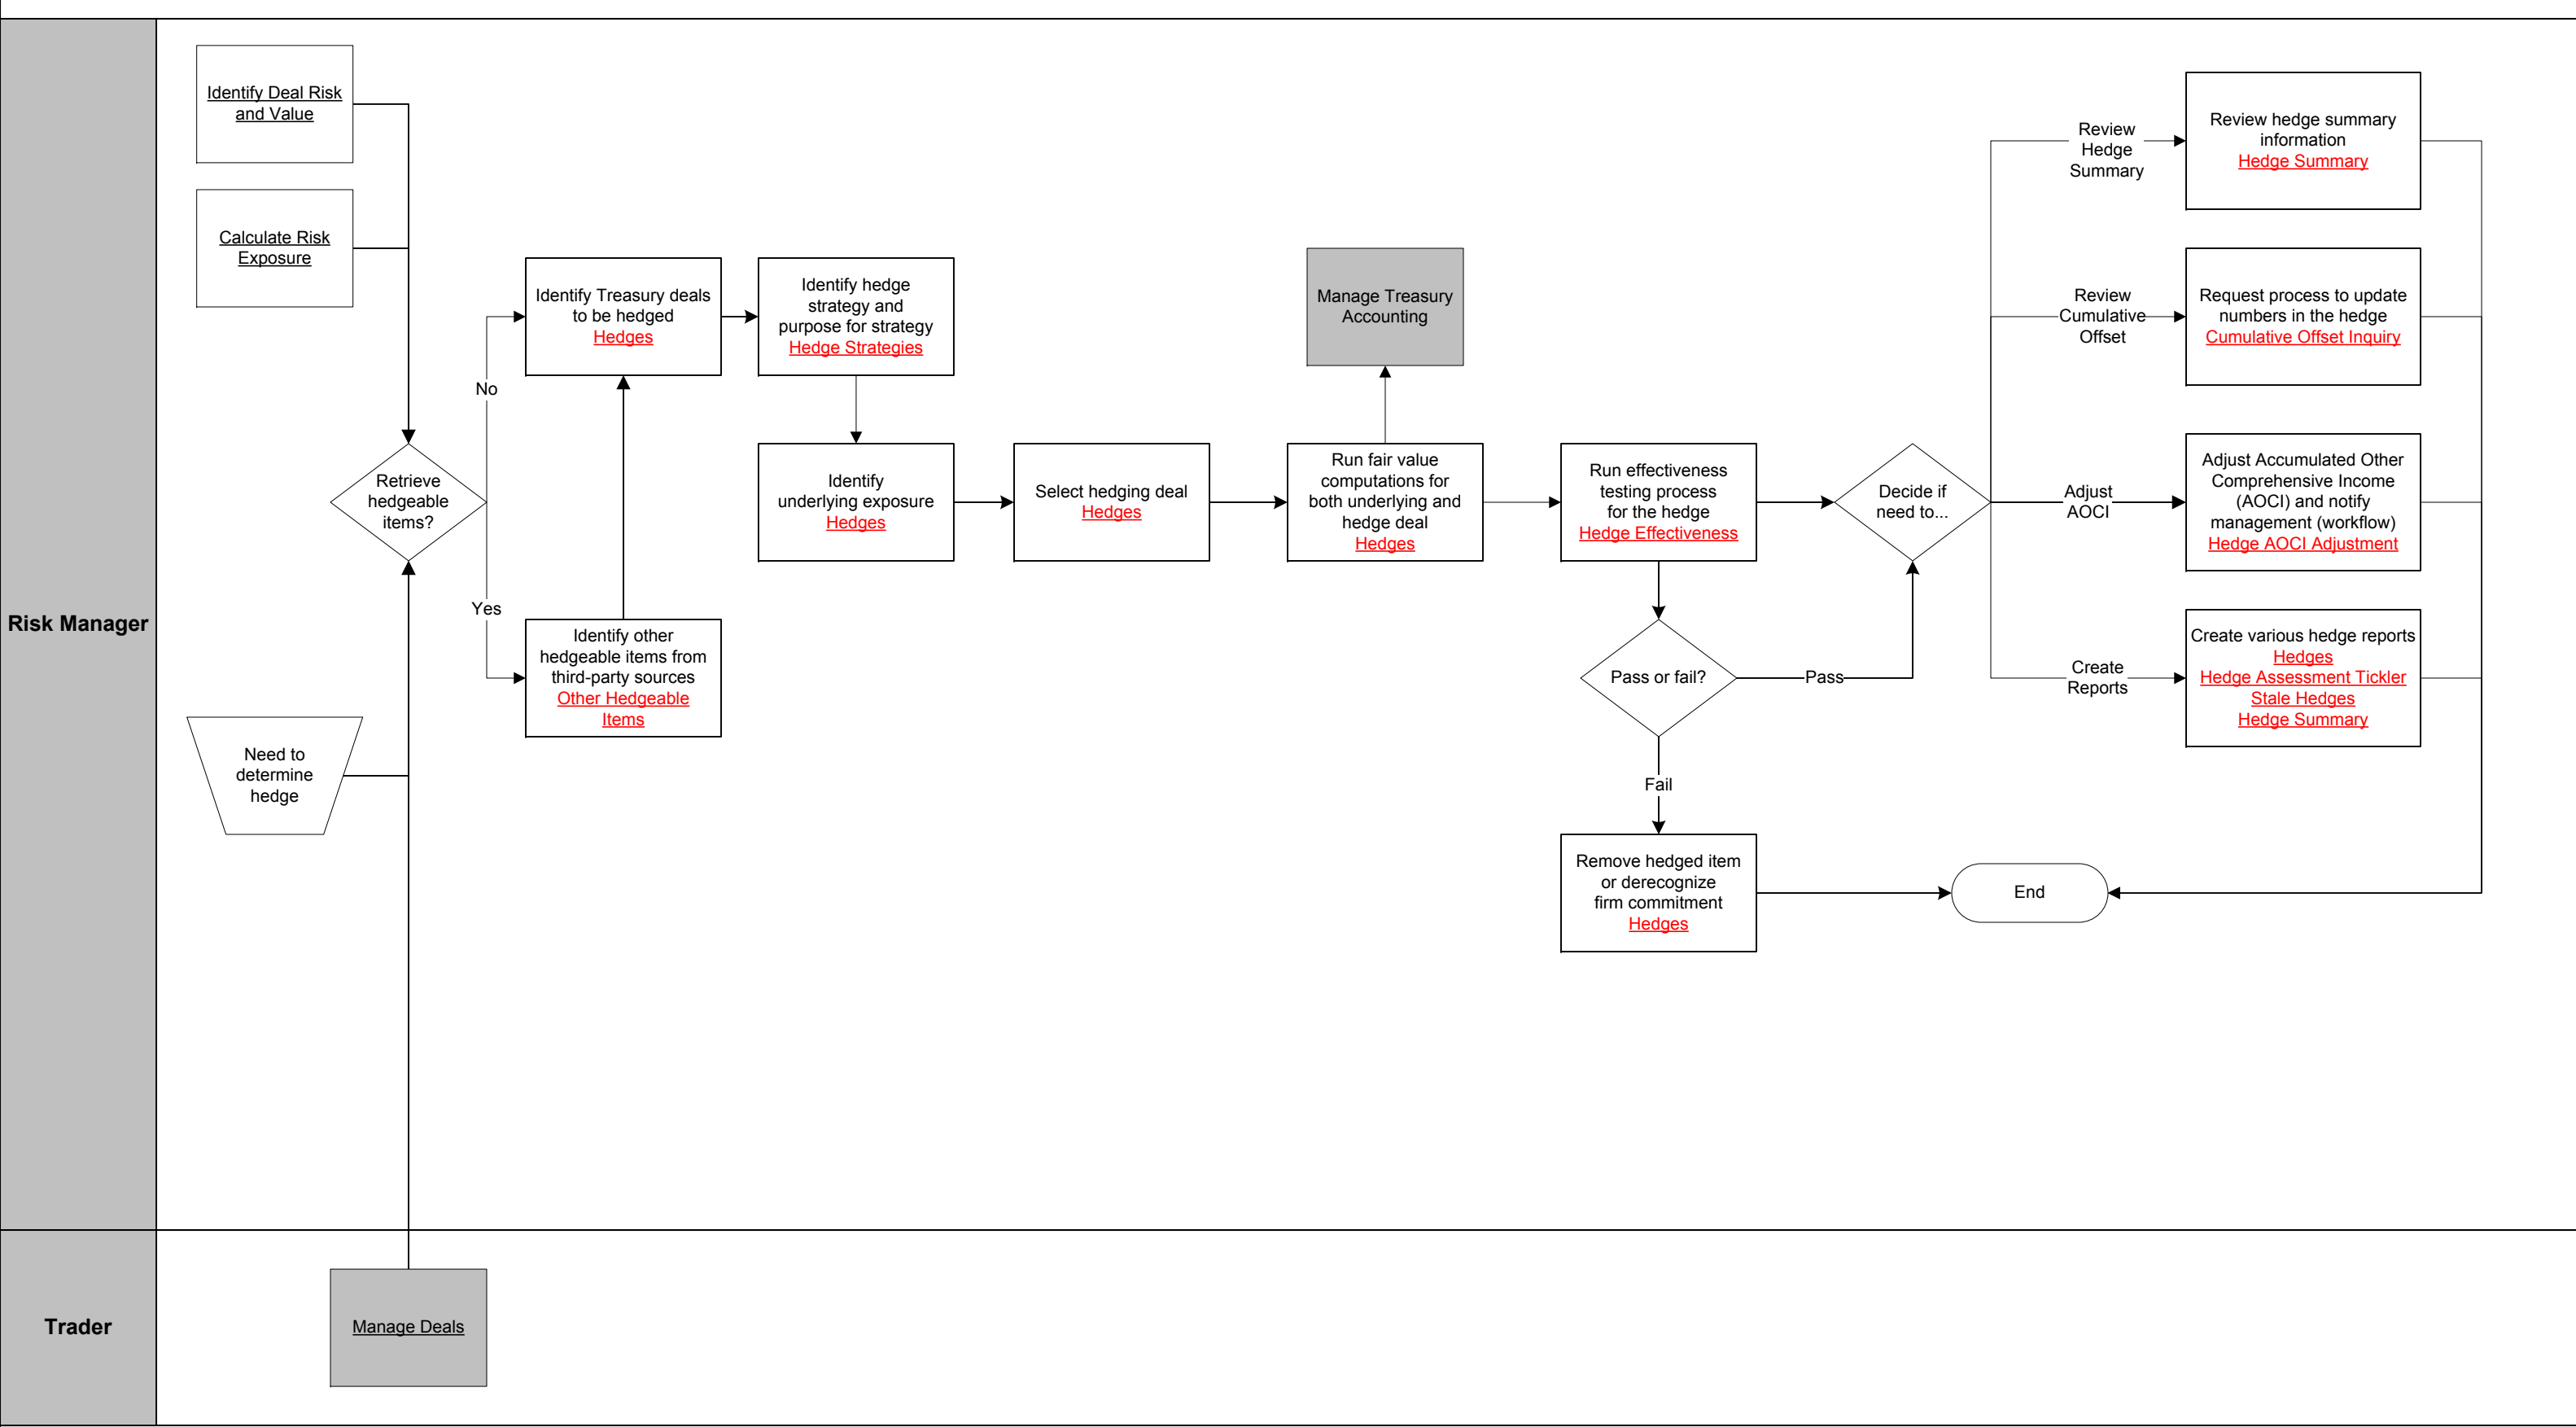 Risk Manager
Identify Deal Risk
and Value
Calculate Risk
Exposure
Retrieve
hedgeable
items?
Need to
determine
hedge
No
Yes
Identify Treasury deals
to be hedged
Hedges
Identify other
hedgeable items from
third-party sources
Other Hedgeable
Items
Identify hedge
strategy and
purpose for strategy
Hedge Strategies
Identify
underlying exposure
Hedges
Select hedging deal
Hedges
Manage Treasury
Accounting
Run fair value
computations for
both underlying and
hedge deal
Hedges
Run effectiveness
testing process
for the hedge
Hedge Effectiveness
Pass or fail?
Pass
Fail
Remove hedged item
or derecognize
firm commitment
Hedges
Decide if
need to...
End
Review
Hedge
Summary
Review hedge summary
information
Hedge Summary
Review
Cumulative
Offset
Request process to update
numbers in the hedge
Cumulative Offset Inquiry
Adjust
AOCI
Adjust Accumulated Other
Comprehensive Income
(AOCI) and notify
management (workflow)
Hedge AOCI Adjustment
Create
Reports
Create various hedge reports
Hedges
Hedge Assessment Tickler
Stale Hedges
Hedge Summary
Trader
Manage Deals